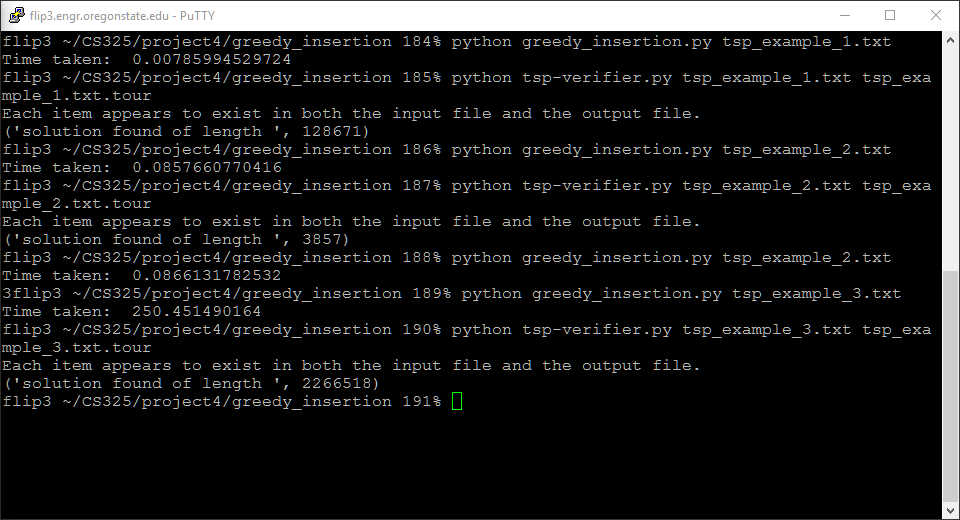 flip3.engr.oregonstate.edu - PuTTY
flip3 ~/CS325/project4/greedy_insertion 184% python greedy_insertion.py tsp_example_1.txt
Time taken:  0.00785994529724
flip3 ~/CS325/project4/greedy_insertion 185% python tsp-verifier.py tsp_example_1.txt tsp_exa
mple_1.txt.tour
Each item appears to exist in both the input file and the output file.
('solution found of length ', 128671)
flip3 ~/CS325/project4/greedy_insertion 186% python greedy_insertion.py tsp_example_2.txt
Time taken:  0.0857660770416
flip3 ~/CS325/project4/greedy_insertion 187% python tsp-verifier.py tsp_example_2.txt tsp_exa
mple_2.txt.tour
Each item appears to exist in both the input file and the output file.
('solution found of length ', 3857)
flip3 ~/CS325/project4/greedy_insertion 188% python greedy_insertion.py tsp_example_2.txt
Time taken:  0.0866131782532
3flip3 ~/CS325/project4/greedy_insertion 189% python greedy_insertion.py tsp_example_3.txt
Time taken:  250.451490164
flip3 ~/CS325/project4/greedy_insertion 190% python tsp-verifier.py tsp_example_3.txt tsp_exa
mple_3.txt.tour
Each item appears to exist in both the input file and the output file.
('solution found of length ', 2266518)
flip3 ~/CS325/project4/greedy_insertion 191%